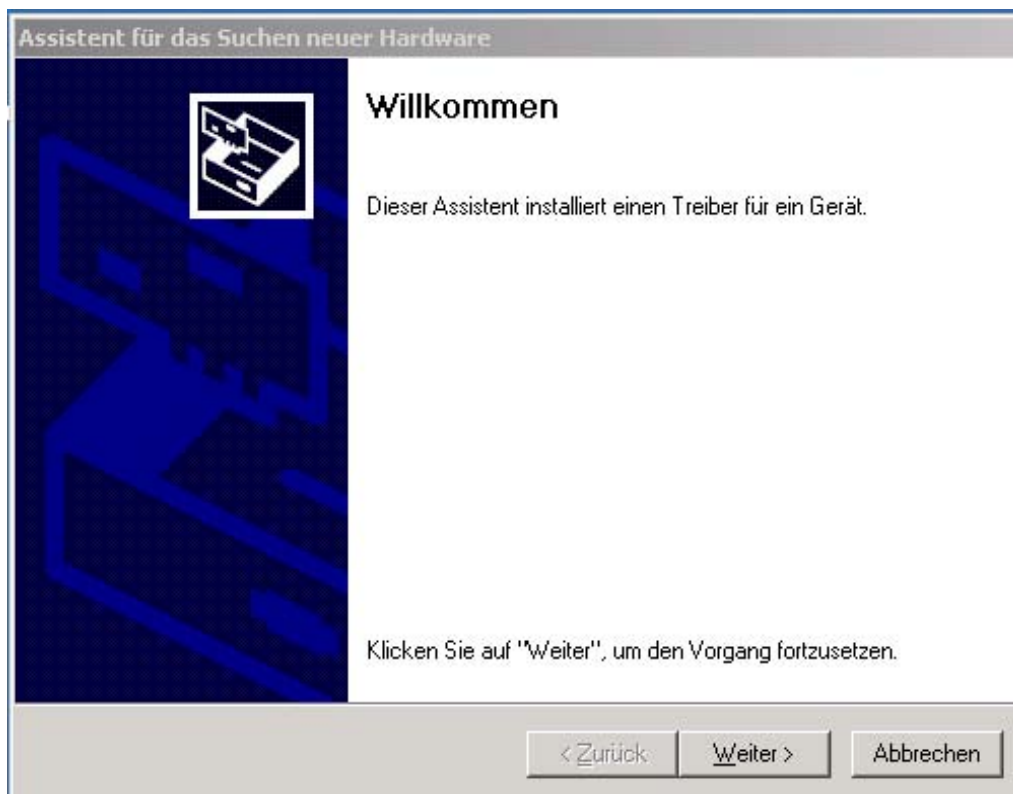 Assistent für das Suchen neuer Hardware
Willkommen
Dieser Assistent installiert einen Treiber für ein Gerät.
Klicken Sie auf "Weiter", um den Vorgang fortzusetzen.
< Zurück
Weiter >
Abbrechen